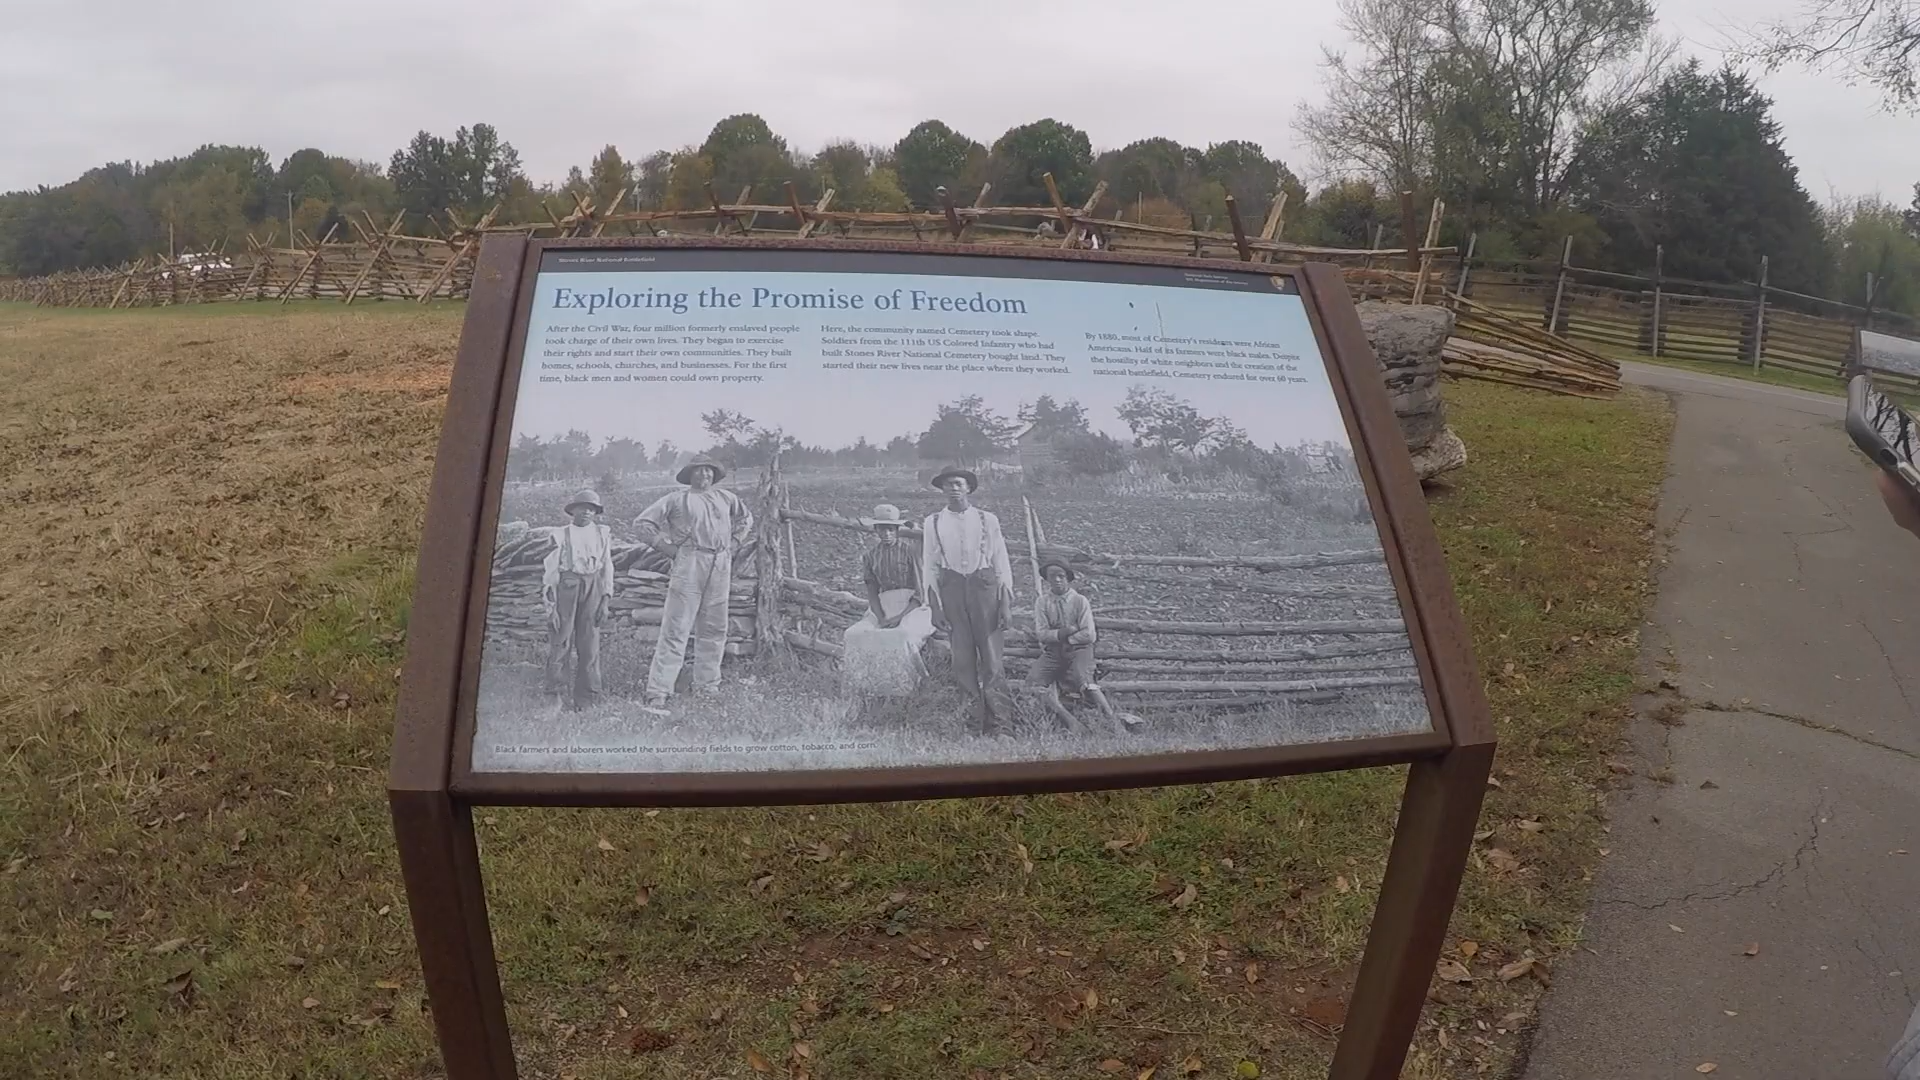 Stones River National Battlefield
Exploring the Promise of Freedom
After the Civil War, four million formerly enslaved people
took charge of their own lives. They began to exercise
their rights and start their own communities. They built
homes, schools, churches, and businesses. For the first
time, black men and women could own property.
Here, the community named Cemetery took shape.
Soldiers from the 111th US Colored Infantry who had
built Stones River National Cemetery bought land. They
started their new lives near the place where they worked.
By 1880, most of Cemetery's residents were African
Americans. Half of its farmers were black males. Despite
the hostility of white neighbors and the creation of the
national battlefield, Cemetery endured for over 60 years.
Black farmers and laborers worked the surrounding fields to grow cotton, tobacco, and corn.